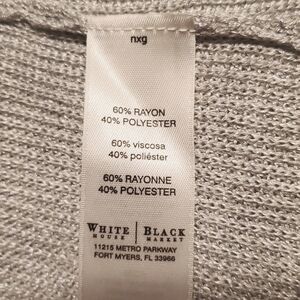 nxg
60% RAYON
40% POLYESTER
60% viscosa
40% poliéster
60% RAYONNE
40% POLYESTER
WHITE | BLACK
HOUSE | MARKET
11215 METRO PARKWAY
FORT MYERS, FL 33966